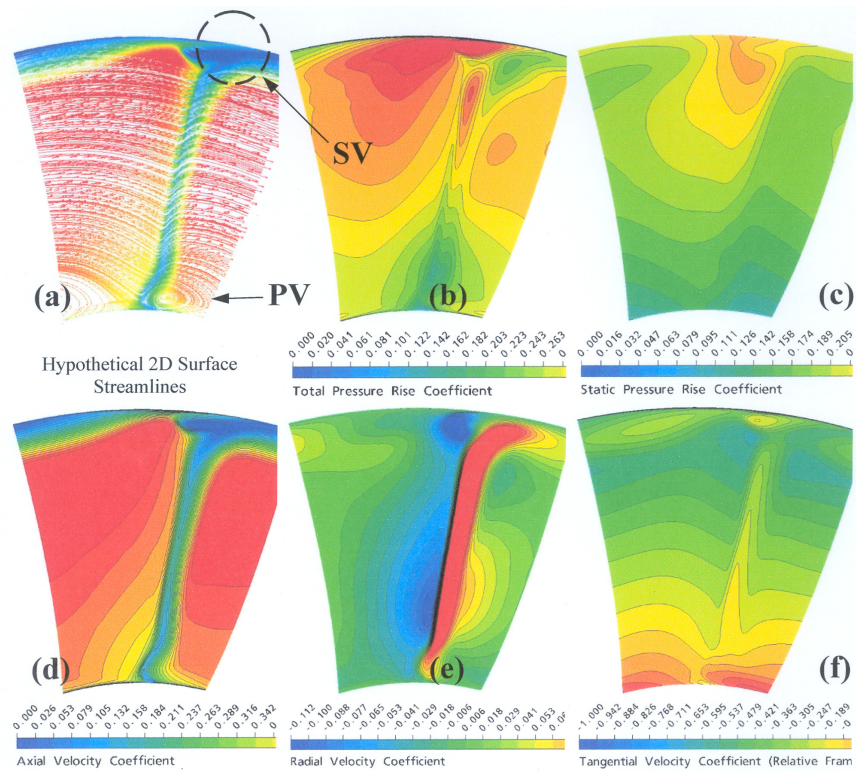 SV
(a)
PV
(b)
(c)
Hypothetical 2D Surface
Streamlines
0.000 0.020 0.041 0.061 0.081 0.101 0.122 0.142 0.162 0.182 0.203 0.223 0.243 0.263
Total Pressure Rise Coefficient
0.000 0.016 0.032 0.047 0.063 0.079 0.095 0.111 0.126 0.142 0.158 0.174 0.189 0.205
Static Pressure Rise Coefficient
(d)
(e)
(f)
0.000 0.026 0.053 0.079 0.105 0.132 0.158 0.184 0.211 0.237 0.263 0.289 0.316 0.342
Axial Velocity Coefficient
-0.112 -0.100 -0.088 -0.077 -0.065 -0.053 -0.041 -0.029 -0.018 -0.006 0.006 0.018 0.029 0.041 0.053
Radial Velocity Coefficient
-1.000 -0.942 -0.884 -0.826 -0.768 -0.711 -0.653 -0.595 -0.537 -0.479 -0.421 -0.363 -0.305 -0.247 -0.189
Tangential Velocity Coefficient (Relative Fram